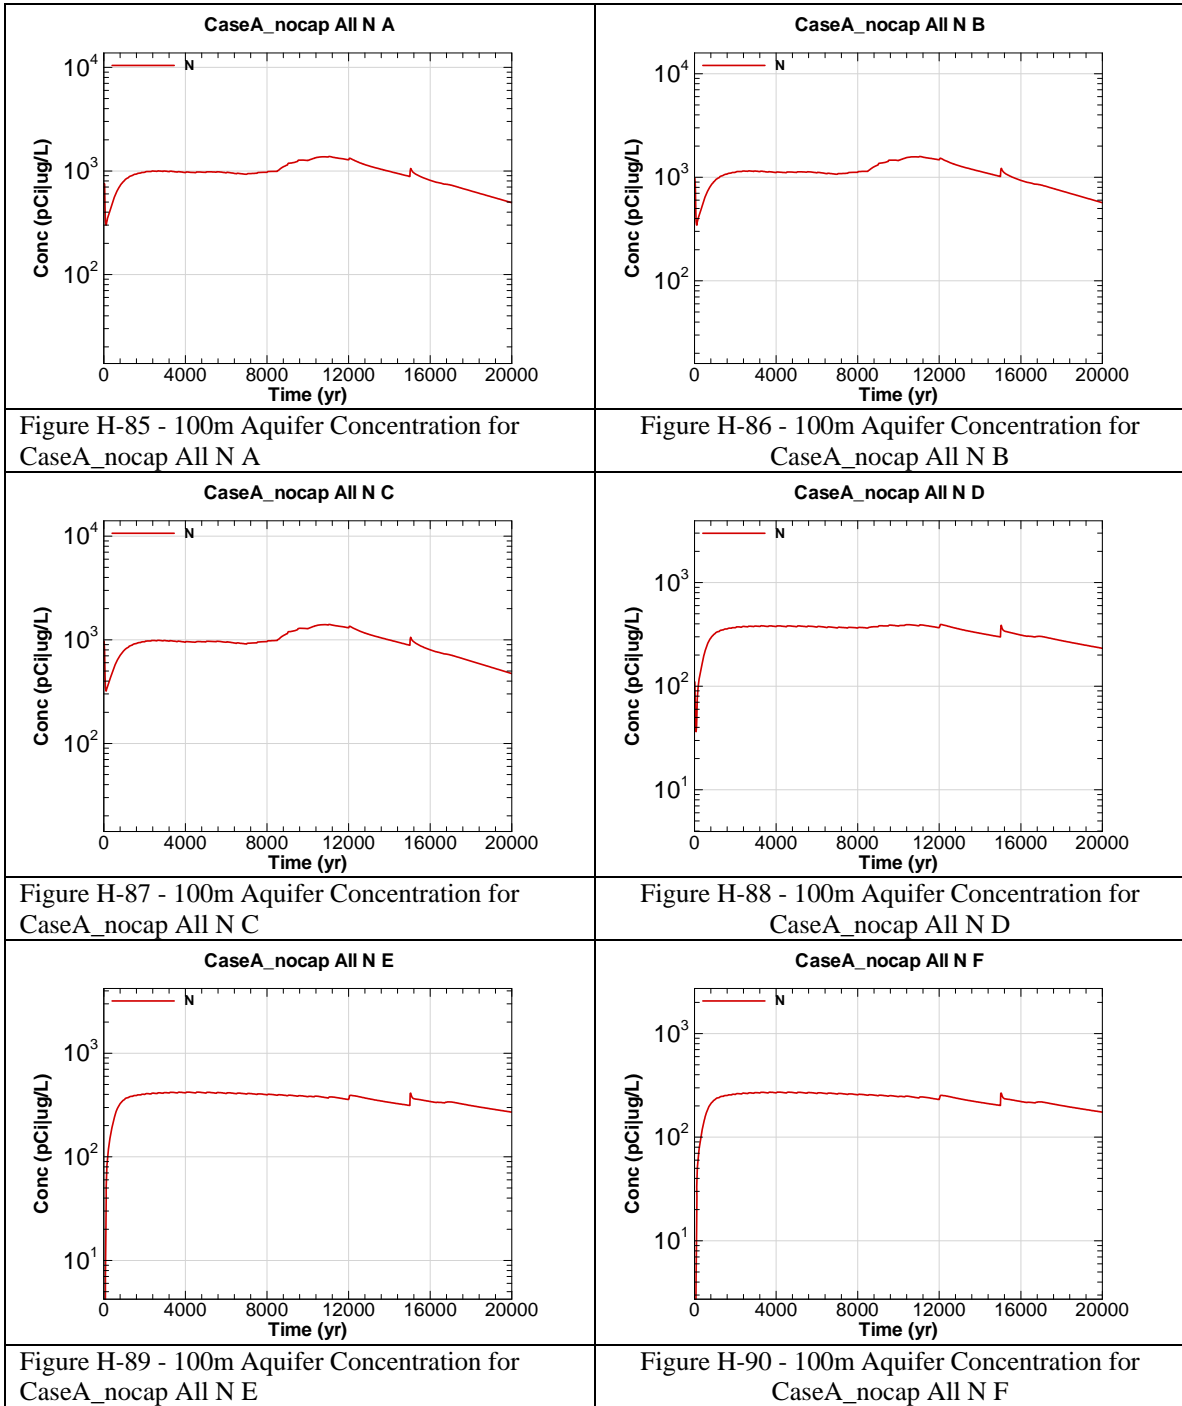 CaseA_nocap All N A
N
10^4
10^3
10^2
Conc (pCi|ug/L)
0 4000 8000 12000 16000 20000
Time (yr)
Figure H-85 - 100m Aquifer Concentration for
CaseA_nocap All N A
CaseA_nocap All N B
N
10^4
10^3
10^2
Conc (pCi|ug/L)
0 4000 8000 12000 16000 20000
Time (yr)
Figure H-86 - 100m Aquifer Concentration for
CaseA_nocap All N B
CaseA_nocap All N C
N
10^4
10^3
10^2
Conc (pCi|ug/L)
0 4000 8000 12000 16000 20000
Time (yr)
Figure H-87 - 100m Aquifer Concentration for
CaseA_nocap All N C
CaseA_nocap All N D
N
10^3
10^2
10^1
Conc (pCi|ug/L)
0 4000 8000 12000 16000 20000
Time (yr)
Figure H-88 - 100m Aquifer Concentration for
CaseA_nocap All N D
CaseA_nocap All N E
N
10^3
10^2
10^1
Conc (pCi|ug/L)
0 4000 8000 12000 16000 20000
Time (yr)
Figure H-89 - 100m Aquifer Concentration for
CaseA_nocap All N E
CaseA_nocap All N F
N
10^3
10^2
10^1
Conc (pCi|ug/L)
0 4000 8000 12000 16000 20000
Time (yr)
Figure H-90 - 100m Aquifer Concentration for
CaseA_nocap All N F